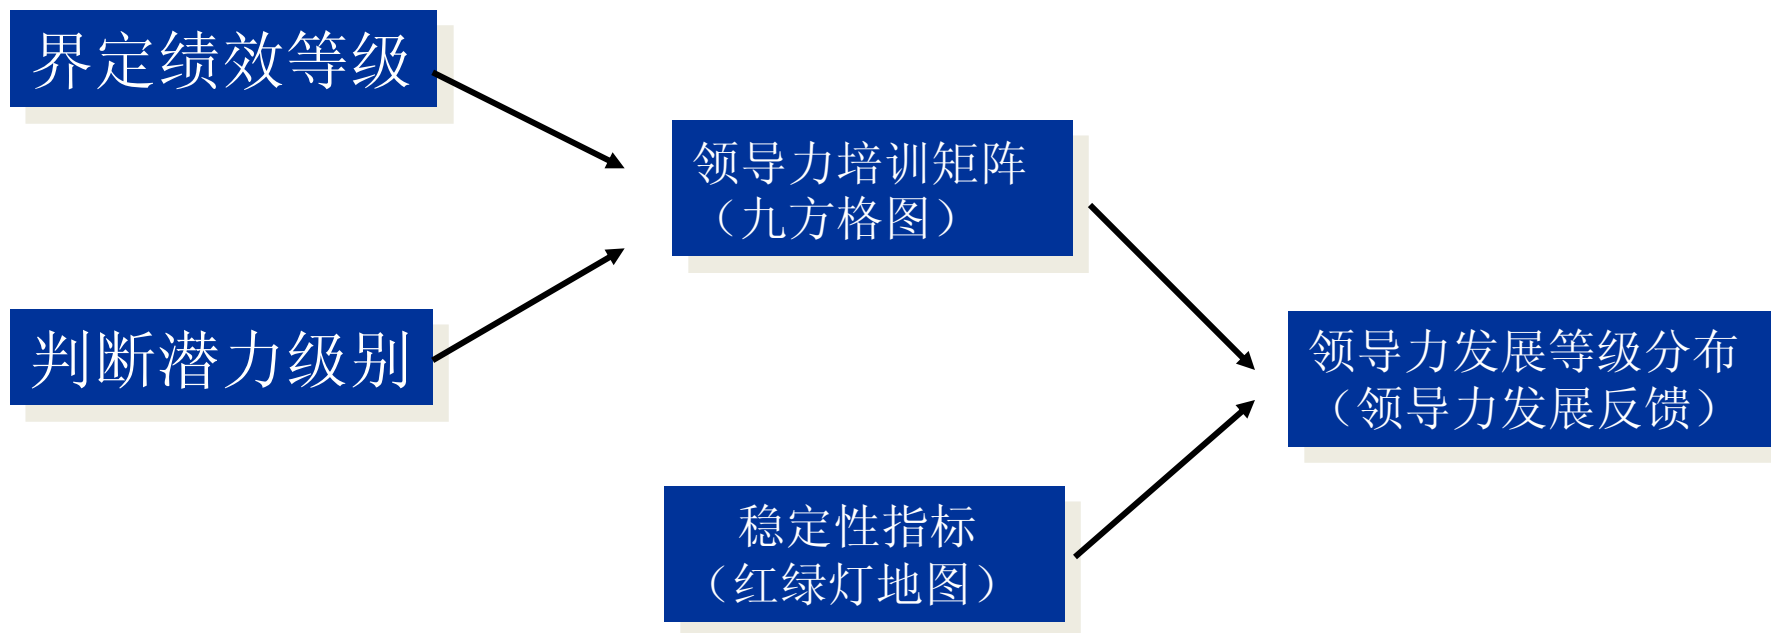 界定绩效等级
领导力培训矩阵
（九方格图）
判断潜力级别
领导力发展等级分布
（领导力发展反馈）
稳定性指标
（红绿灯地图）